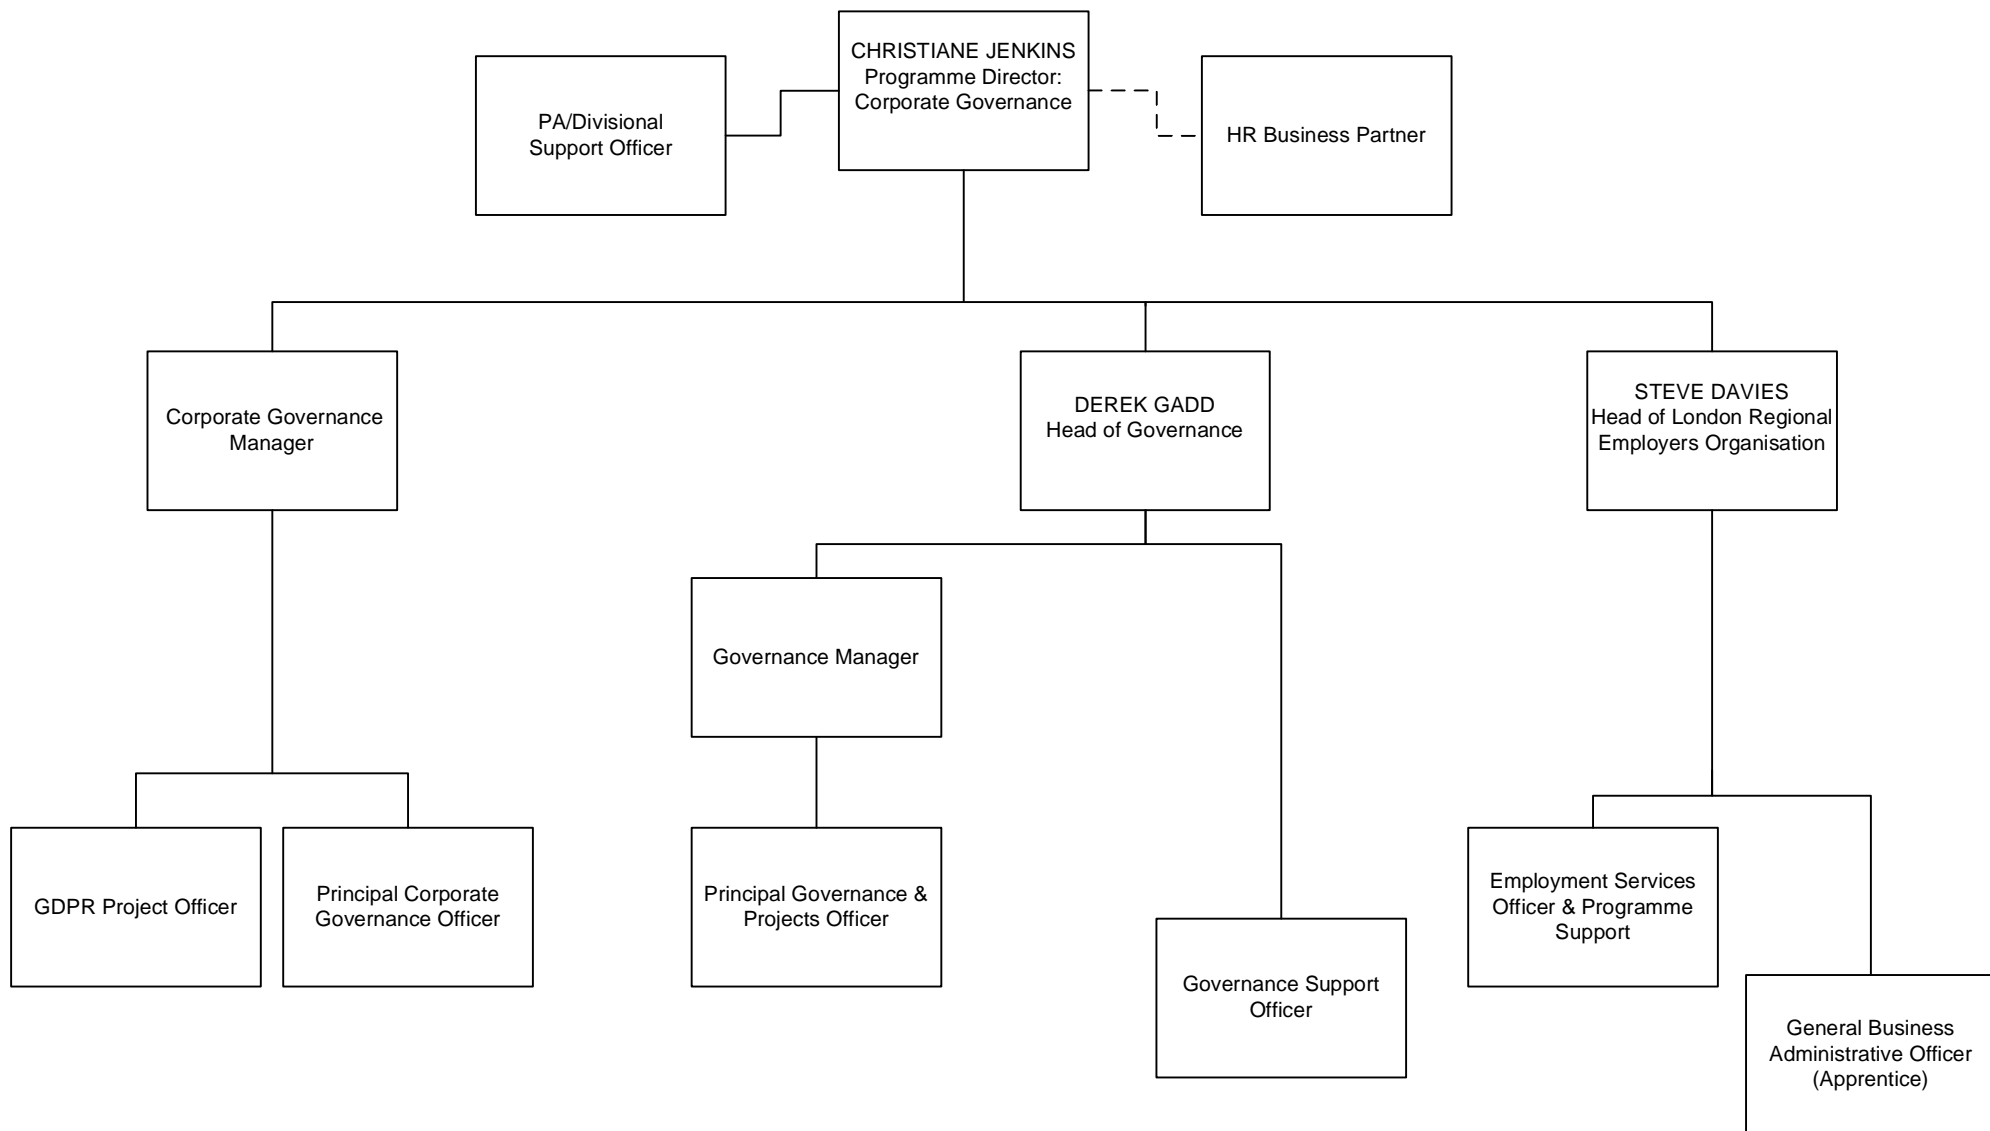 CHRISTIANE JENKINS
Programme Director:
Corporate Governance
PA/Divisional
Support Officer
HR Business Partner
Corporate Governance
Manager
DEREK GADD
Head of Governance
STEVE DAVIES
Head of London Regional
Employers Organisation
Governance Manager
GDPR Project Officer
Principal Corporate
Governance Officer
Principal Governance &
Projects Officer
Governance Support
Officer
Employment Services
Officer & Programme
Support
General Business
Administrative Officer
(Apprentice)